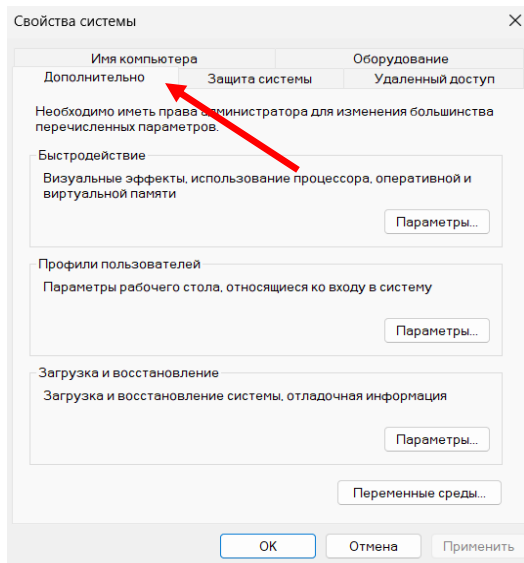 Свойства системы
Имя компьютера
Оборудование
Дополнительно
Защита системы
Удаленный доступ
Необходимо иметь права администратора для изменения большинства
перечисленных параметров.
Быстродействие
Визуальные эффекты, использование процессора, оперативной и
виртуальной памяти
Параметры...
Профили пользователей
Параметры рабочего стола, относящиеся ко входу в систему
Параметры...
Загрузка и восстановление
Загрузка и восстановление системы, отладочная информация
Параметры...
Переменные среды...
ОК
Отмена
Применить